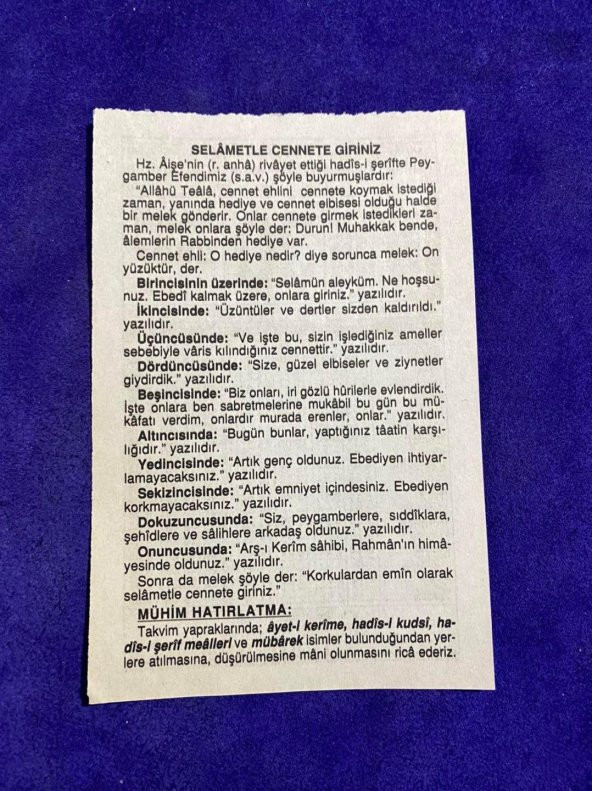 SELÂMETLE CENNETE GİRİNİZ
Hz. Âişe'nin (r. anhâ) rivâyet ettiği hadîs-i şerîfte Pey-
gamber Efendimiz (s.a.v.) şöyle buyurmuşlardır:
"Allâhü Teâlâ, cennet ehlini cennete koymak istediği
zaman, yanında hediye ve cennet elbisesi olduğu halde
bir melek gönderir. Onlar cennete girmek istedikleri za-
man, melek onlara şöyle der: Durun! Muhakkak bende,
âlemlerin Rabbinden hediye var.
Cennet ehli: O hediye nedir? diye sorunca melek: On
yüzüktür, der.
Birincisinin üzerinde: "Selâmün aleyküm. Ne hoşsu-
nuz. Ebedî kalmak üzere, onlara giriniz." yazılıdır.
İkincisinde: "Üzüntüler ve dertler sizden kaldırıldı."
yazılıdır.
Üçüncüsünde: "Ve işte bu, sizin işlediğiniz ameller
sebebiyle vâris kılındığınız cennettir." yazılıdır.
Dördüncüsünde: "Size, güzel elbiseler ve ziynetler
giydirdik." yazılıdır.
Beşincisinde: "Biz onları, iri gözlü hûrilerle evlendirdik.
İşte onlara ben sabretmelerine mukâbil bu gün bu mü-
kâfatı verdim, onlardır murada erenler, onlar." yazılıdır.
Altıncısında: "Bugün bunlar, yaptığınız tâatin karşı-
lığıdır." yazılıdır.
Yedincisinde: "Artık genç oldunuz. Ebediyen ihtiyar-
lamayacaksınız." yazılıdır.
Sekizincisinde: "Artık emniyet içindesiniz. Ebediyen
korkmayacaksınız." yazılıdır.
Dokuzuncusunda: "Siz, peygamberlere, sıddîklara,
şehîdlere ve sâlihlere arkadaş oldunuz." yazılıdır.
Onuncusunda: "Arş-ı Kerîm sâhibi, Rahmân'ın himâ-
yesinde oldunuz." yazılıdır.
Sonra da melek şöyle der: "Korkulardan emîn olarak
selâmetle cennete giriniz."
MÜHİM HATIRLATMA:
Takvim yapraklarında; âyet-i kerîme, hadîs-i kudsî, ha-
dîs-i şerîf meâlleri ve mübârek isimler bulunduğundan yer-
lere atılmasına, düşürülmesine mâni olunmasını ricâ ederiz.